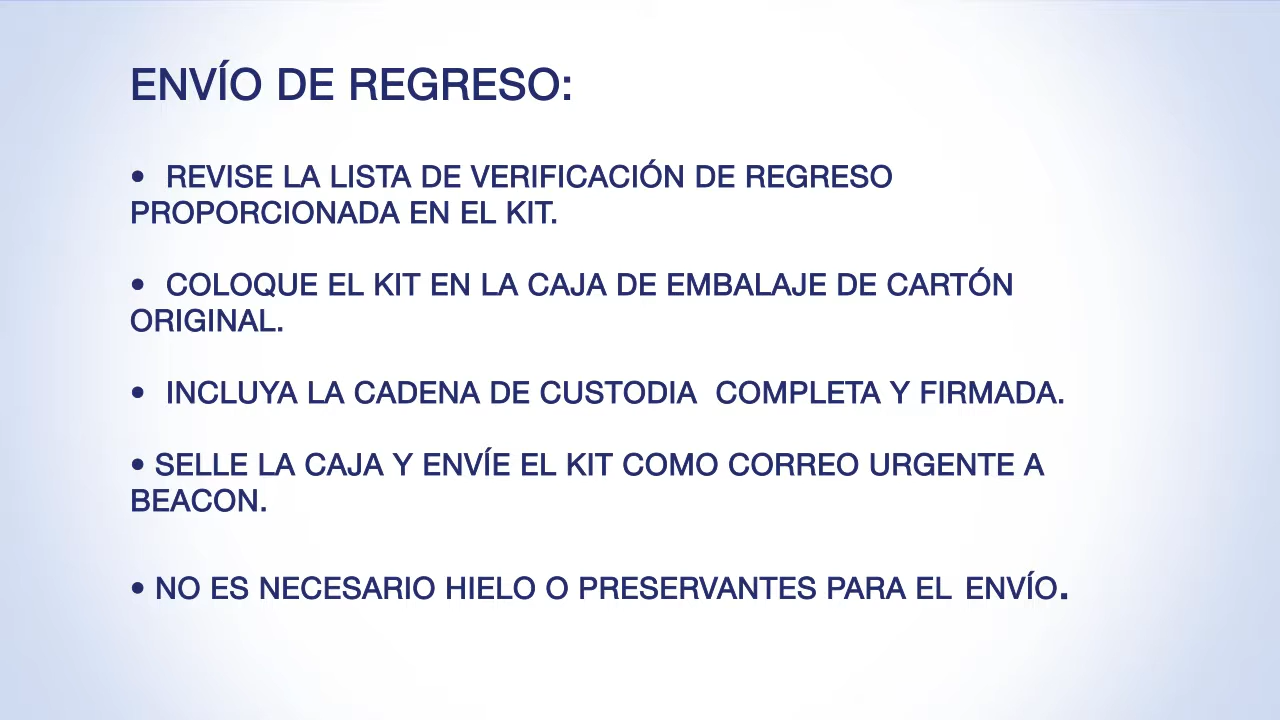 ENVÍO DE REGRESO:
• REVISE LA LISTA DE VERIFICACIÓN DE REGRESO
PROPORCIONADA EN EL KIT.
• COLOQUE EL KIT EN LA CAJA DE EMBALAJE DE CARTÓN
ORIGINAL.
• INCLUYA LA CADENA DE CUSTODIA COMPLETA Y FIRMADA.
• SELLE LA CAJA Y ENVÍE EL KIT COMO CORREO URGENTE A
BEACON.
• NO ES NECESARIO HIELO O PRESERVANTES PARA EL ENVÍO.